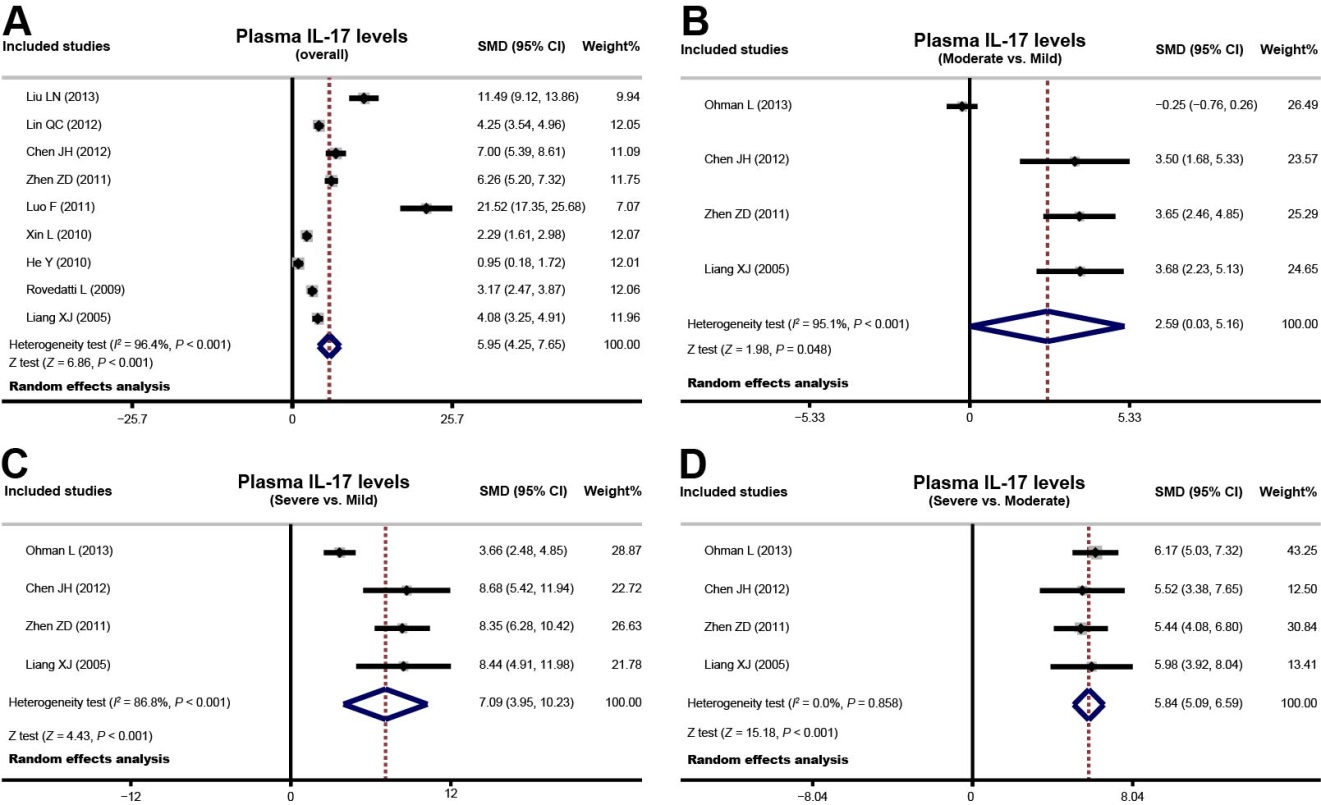 A
Plasma IL-17 levels
(overall)
Included studies SMD (95% CI) Weight%
Liu LN (2013) 11.49 (9.12, 13.86) 9.94
Lin QC (2012) 4.25 (3.54, 4.96) 12.05
Chen JH (2012) 7.00 (5.39, 8.61) 11.09
Zhen ZD (2011) 6.26 (5.20, 7.32) 11.75
Luo F (2011) 21.52 (17.35, 25.68) 7.07
Xin L (2010) 2.29 (1.61, 2.98) 12.07
He Y (2010) 0.95 (0.18, 1.72) 12.01
Rovedatti L (2009) 3.17 (2.47, 3.87) 12.06
Liang XJ (2005) 4.08 (3.25, 4.91) 11.96
Heterogeneity test (I² = 96.4%, P < 0.001) 5.95 (4.25, 7.65) 100.00
Z test (Z = 6.86, P < 0.001)
Random effects analysis
−25.7 0 25.7
B
Plasma IL-17 levels
(Moderate vs. Mild)
Included studies SMD (95% CI) Weight%
Ohman L (2013) −0.25 (−0.76, 0.26) 26.49
Chen JH (2012) 3.50 (1.68, 5.33) 23.57
Zhen ZD (2011) 3.65 (2.46, 4.85) 25.29
Liang XJ (2005) 3.68 (2.23, 5.13) 24.65
Heterogeneity test (I² = 95.1%, P < 0.001) 2.59 (0.03, 5.16) 100.00
Z test (Z = 1.98, P = 0.048)
Random effects analysis
−5.33 0 5.33
C
Plasma IL-17 levels
(Severe vs. Mild)
Included studies SMD (95% CI) Weight%
Ohman L (2013) 3.66 (2.48, 4.85) 28.87
Chen JH (2012) 8.68 (5.42, 11.94) 22.72
Zhen ZD (2011) 8.35 (6.28, 10.42) 26.63
Liang XJ (2005) 8.44 (4.91, 11.98) 21.78
Heterogeneity test (I² = 86.8%, P < 0.001) 7.09 (3.95, 10.23) 100.00
Z test (Z = 4.43, P < 0.001)
Random effects analysis
−12 0 12
D
Plasma IL-17 levels
(Severe vs. Moderate)
Included studies SMD (95% CI) Weight%
Ohman L (2013) 6.17 (5.03, 7.32) 43.25
Chen JH (2012) 5.52 (3.38, 7.65) 12.50
Zhen ZD (2011) 5.44 (4.08, 6.80) 30.84
Liang XJ (2005) 5.98 (3.92, 8.04) 13.41
Heterogeneity test (I² = 0.0%, P = 0.858) 5.84 (5.09, 6.59) 100.00
Z test (Z = 15.18, P < 0.001)
Random effects analysis
−8.04 0 8.04